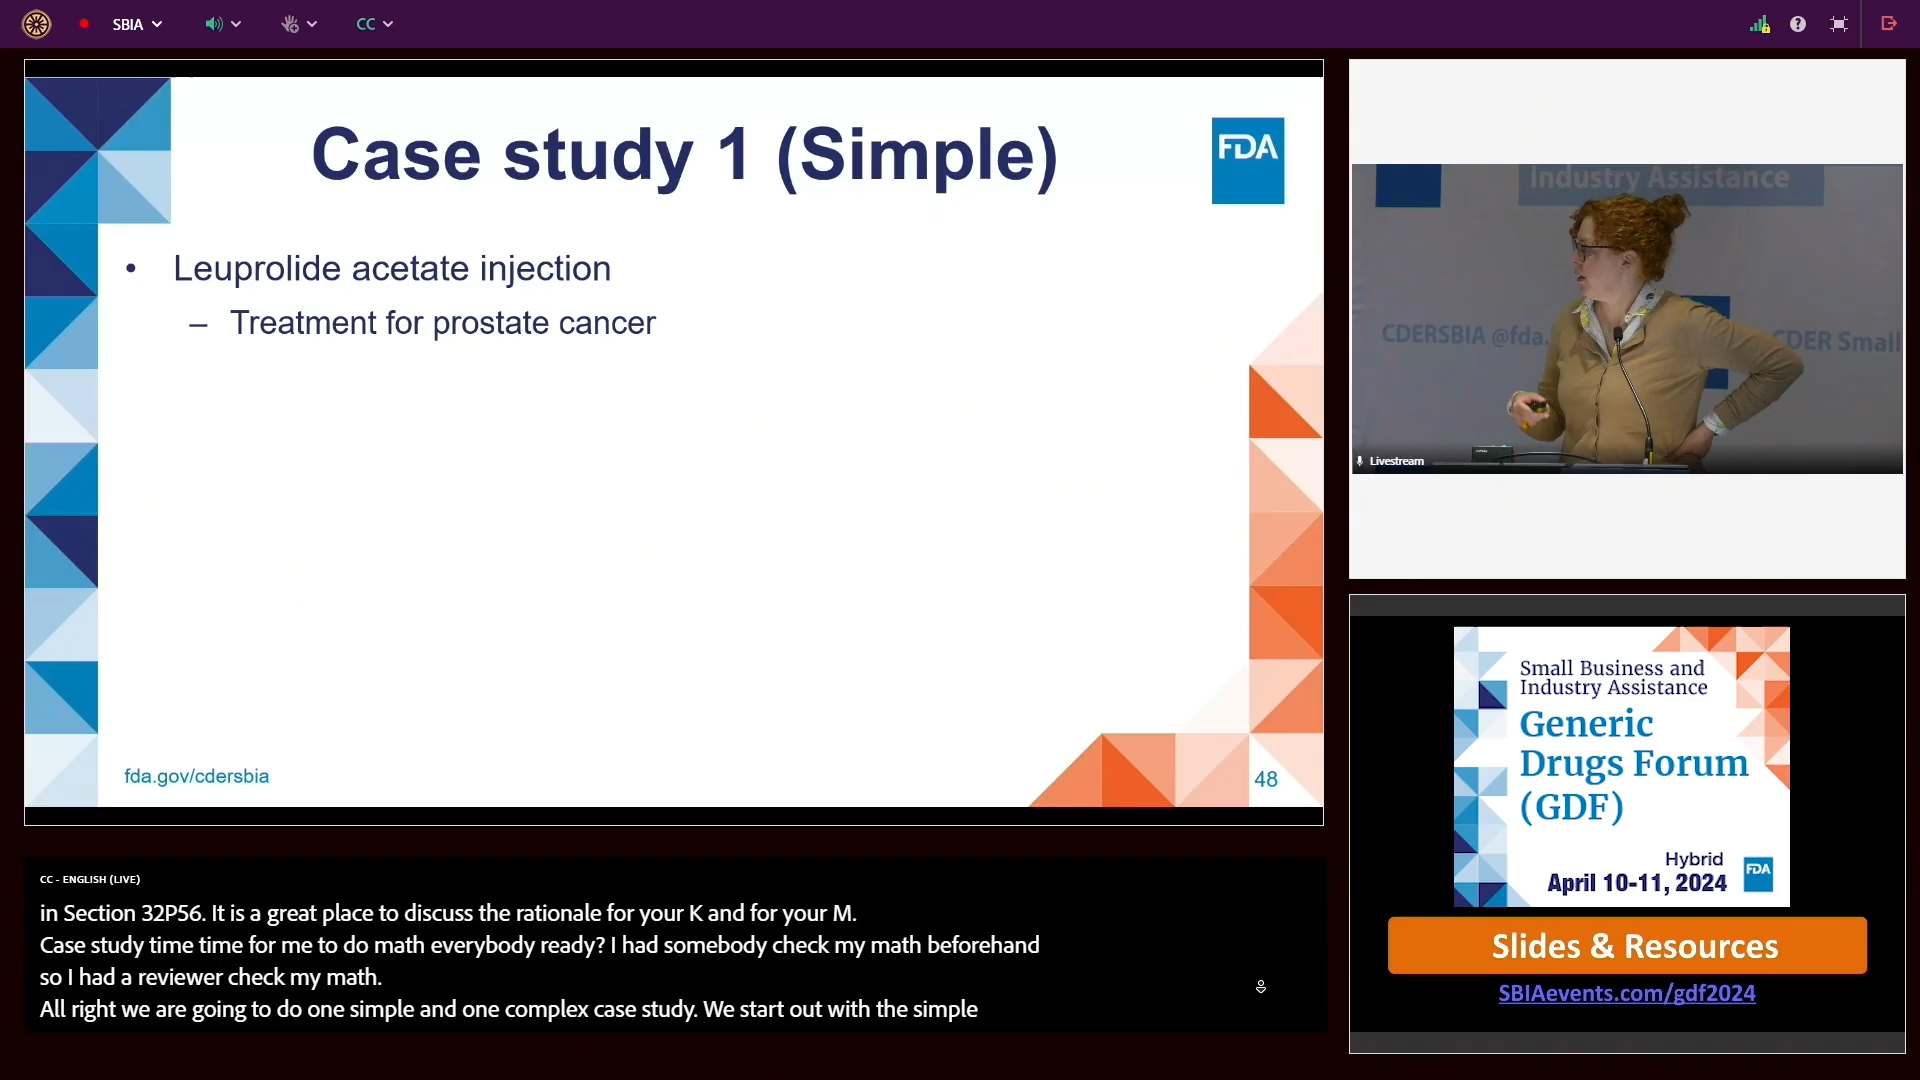 SBIA
CC
Case study 1 (Simple)
FDA
• Leuprolide acetate injection
– Treatment for prostate cancer
fda.gov/cdersbia
48
Industry Assistance
CDERSBIA @fda.
CDER Small
Livestream
Small Business and
Industry Assistance
Generic
Drugs Forum
(GDF)
Hybrid
April 10-11, 2024
FDA
Slides & Resources
SBIAevents.com/gdf2024
CC - ENGLISH (LIVE)
in Section 32P56. It is a great place to discuss the rationale for your K and for your M.
Case study time time for me to do math everybody ready? I had somebody check my math beforehand
so I had a reviewer check my math.
All right we are going to do one simple and one complex case study. We start out with the simple